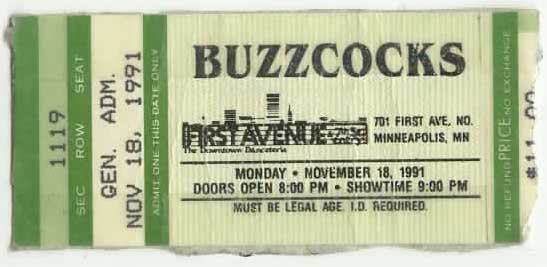 1119
SEC ROW SEAT
GEN. ADM.
NOV 18, 1991
ADMIT ONE THIS DATE ONLY
BUZZCOCKS
FIRST AVENUE
The Downtown Danceteria
701 FIRST AVE. NO.
MINNEAPOLIS, MN
MONDAY • NOVEMBER 18, 1991
DOORS OPEN 8:00 PM • SHOWTIME 9:00 PM
MUST BE LEGAL AGE. I.D. REQUIRED.
NO REFUND PRICE NO EXCHANGE
$11.00